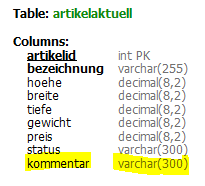 Table: artikelaktuell
Columns:
artikelid int PK
bezeichnung varchar(255)
hoehe decimal(8,2)
breite decimal(8,2)
tiefe decimal(8,2)
gewicht decimal(8,2)
preis decimal(8,2)
status varchar(300)
kommentar varchar(300)